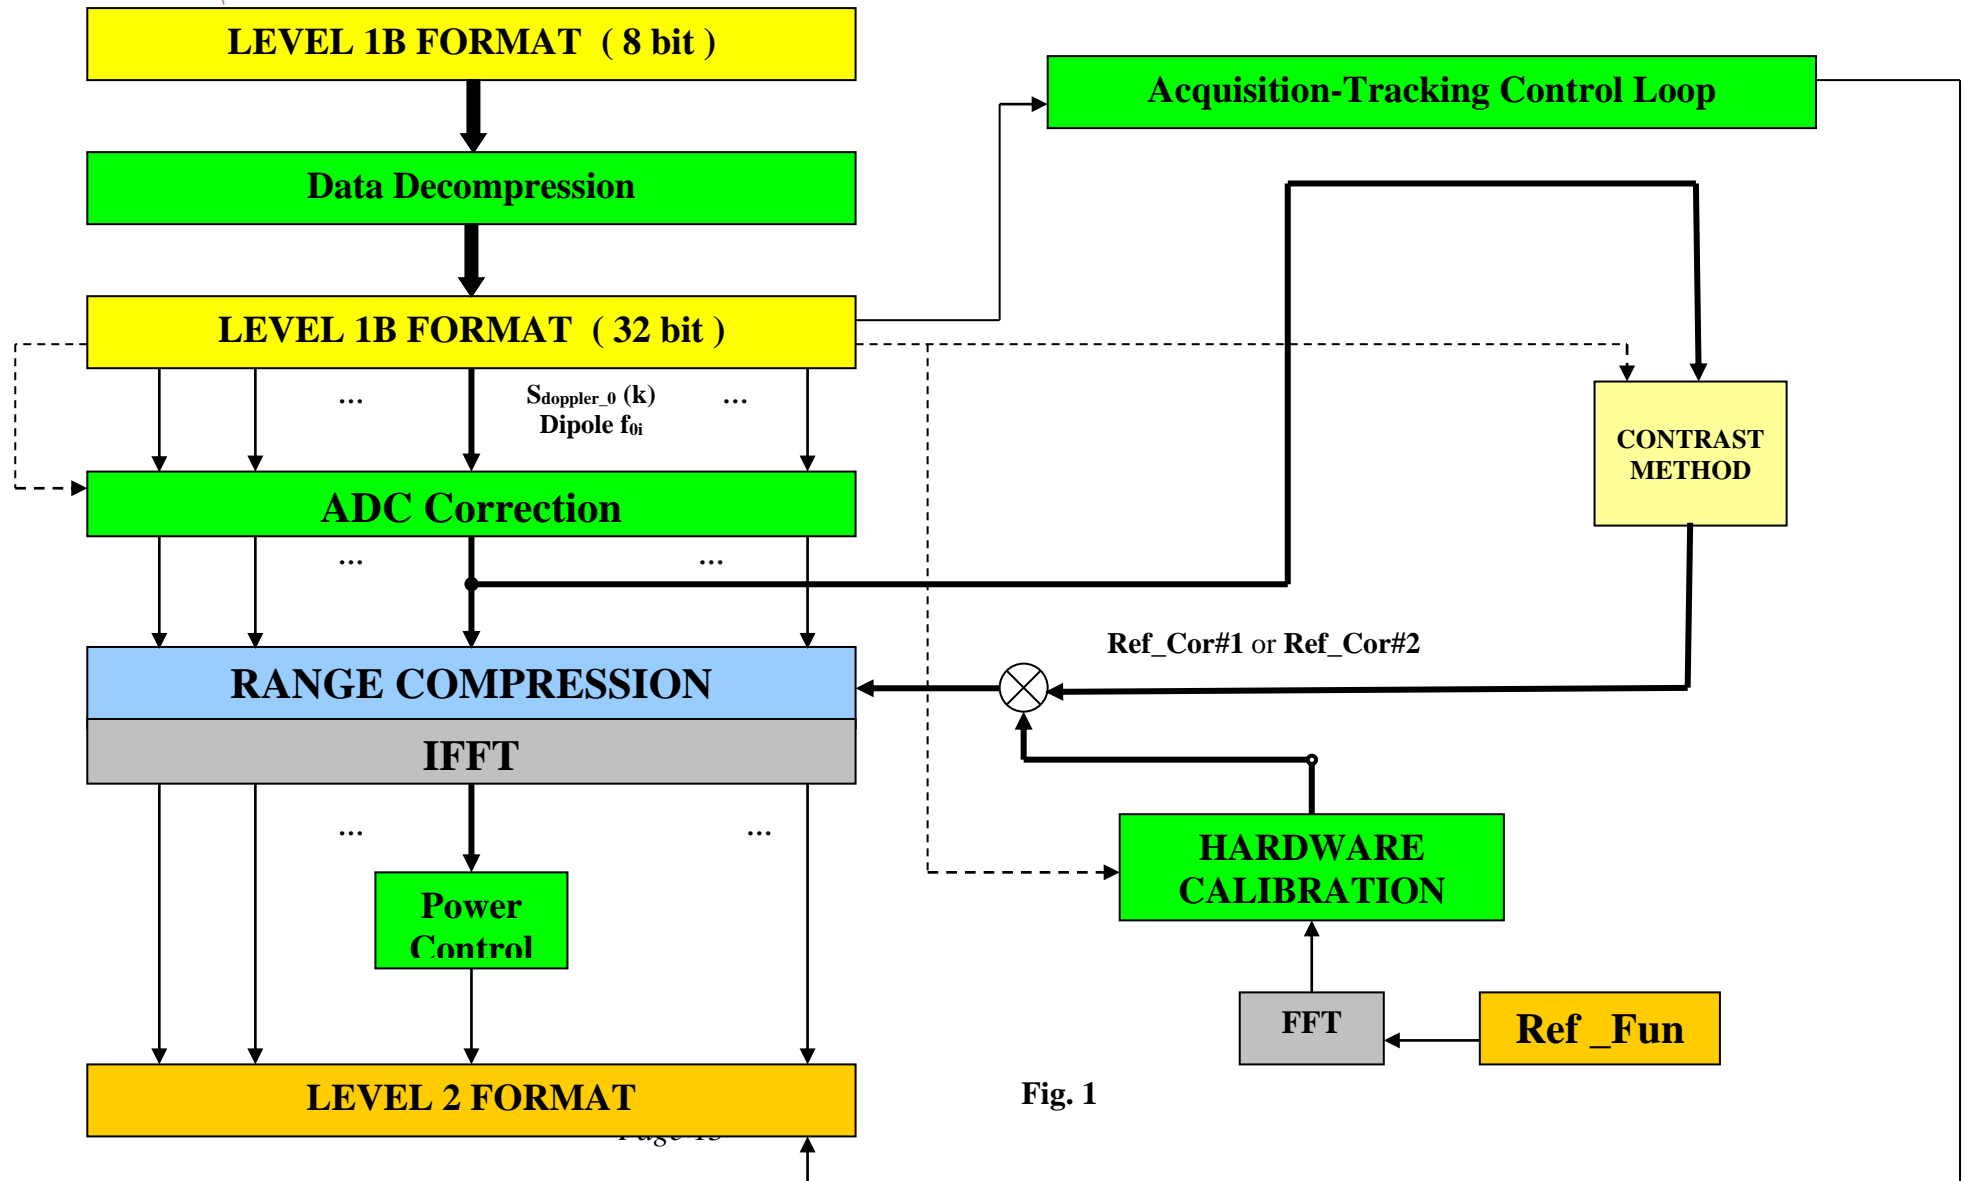 LEVEL 1B FORMAT ( 8 bit )
Acquisition-Tracking Control Loop
Data Decompression
LEVEL 1B FORMAT ( 32 bit )
... S_doppler_0 (k) ...
Dipole f_0i
CONTRAST
METHOD
ADC Correction
... ...
Ref_Cor#1 or Ref_Cor#2
RANGE COMPRESSION
IFFT
... ...
HARDWARE
CALIBRATION
Power
Control
FFT
Ref _Fun
LEVEL 2 FORMAT
Fig. 1